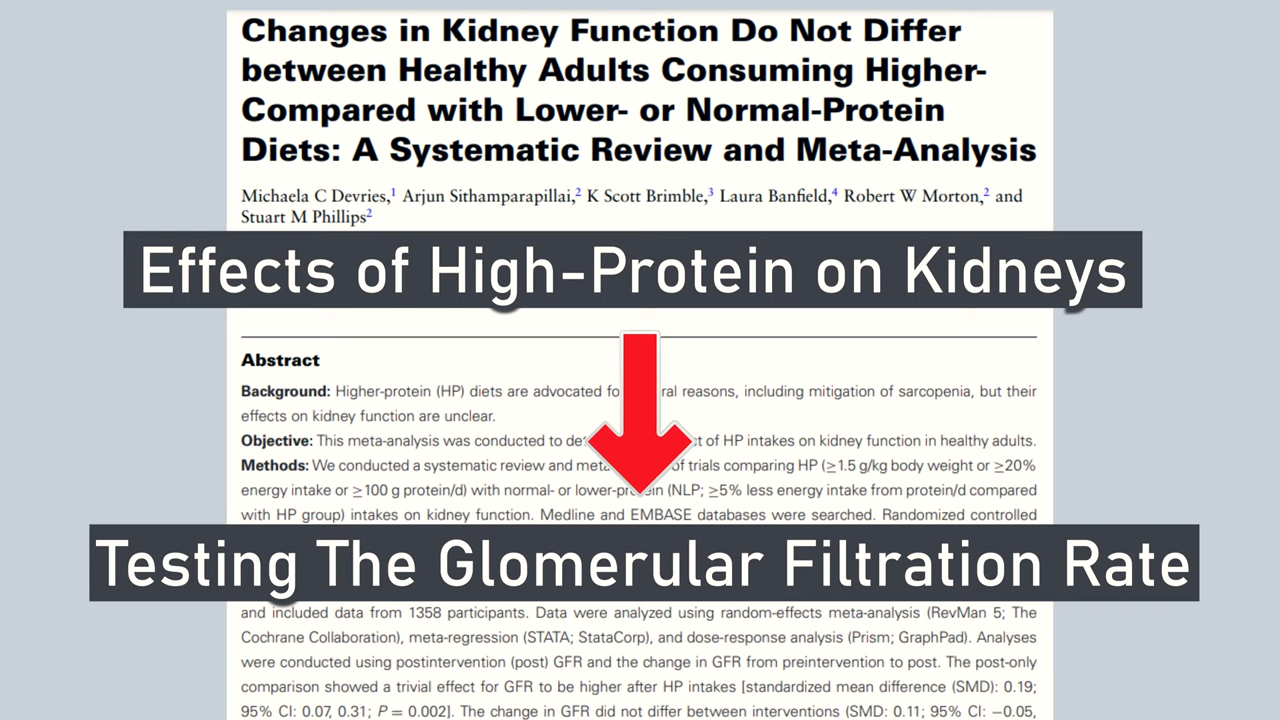 Changes in Kidney Function Do Not Differ
between Healthy Adults Consuming Higher-
Compared with Lower- or Normal-Protein
Diets: A Systematic Review and Meta-Analysis
Michaela C Devries,1 Arjun Sithamparapillai,2 K Scott Brimble,3 Laura Banfield,4 Robert W Morton,2 and
Stuart M Phillips2
Effects of High-Protein on Kidneys
Abstract
Background: Higher-protein (HP) diets are advocated fo ral reasons, including mitigation of sarcopenia, but their
effects on kidney function are unclear.
Objective: This meta-analysis was conducted to det t of HP intakes on kidney function in healthy adults.
Methods: We conducted a systematic review and meta of trials comparing HP (≥1.5 g/kg body weight or ≥20%
energy intake or ≥100 g protein/d) with normal- or lower-protein (NLP; ≥5% less energy intake from protein/d compared
with HP group) intakes on kidney function. Medline and EMBASE databases were searched. Randomized controlled
Testing The Glomerular Filtration Rate
and included data from 1358 participants. Data were analyzed using random-effects meta-analysis (RevMan 5; The
Cochrane Collaboration), meta-regression (STATA; StataCorp), and dose-response analysis (Prism; GraphPad). Analyses
were conducted using postintervention (post) GFR and the change in GFR from preintervention to post. The post-only
comparison showed a trivial effect for GFR to be higher after HP intakes [standardized mean difference (SMD): 0.19;
95% CI: 0.07, 0.31; P = 0.002]. The change in GFR did not differ between interventions (SMD: 0.11; 95% CI: −0.05,